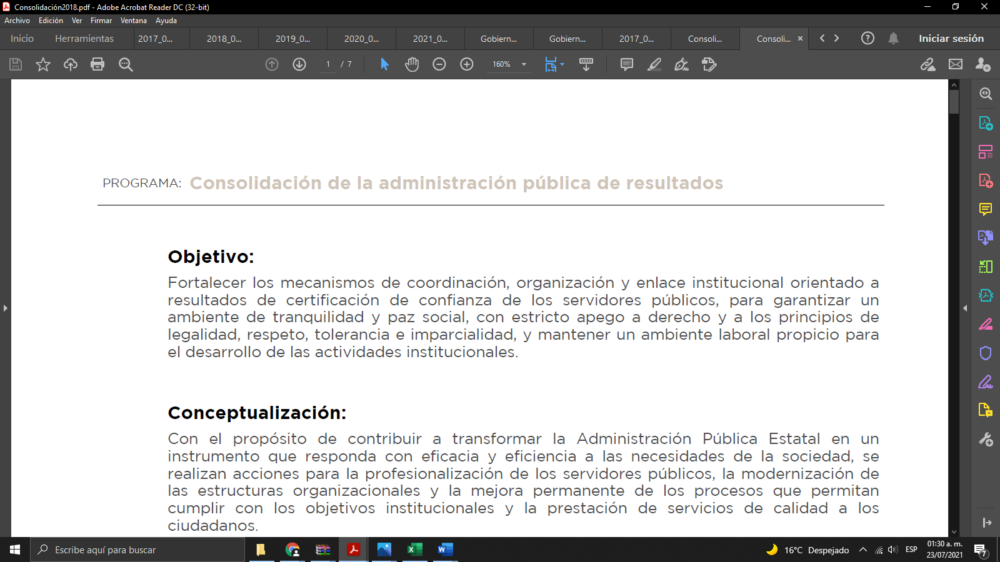 Consolidación2018.pdf - Adobe Acrobat Reader DC (32-bit)
Archivo Edición Ver Firmar Ventana Ayuda
Inicio Herramientas 2017_0... 2018_0... 2019_0... 2020_0... 2021_0... Gobiern... Gobiern... 2017_0... Consoli... Consoli... Iniciar sesión
1 / 7 160%
PROGRAMA: Consolidación de la administración pública de resultados
Objetivo:
Fortalecer los mecanismos de coordinación, organización y enlace institucional orientado a
resultados de certificación de confianza de los servidores públicos, para garantizar un
ambiente de tranquilidad y paz social, con estricto apego a derecho y a los principios de
legalidad, respeto, tolerancia e imparcialidad, y mantener un ambiente laboral propicio para
el desarrollo de las actividades institucionales.
Conceptualización:
Con el propósito de contribuir a transformar la Administración Pública Estatal en un
instrumento que responda con eficacia y eficiencia a las necesidades de la sociedad, se
realizan acciones para la profesionalización de los servidores públicos, la modernización de
las estructuras organizacionales y la mejora permanente de los procesos que permitan
cumplir con los objetivos institucionales y la prestación de servicios de calidad a los
ciudadanos.
Escribe aquí para buscar
16°C Despejado
ESP
01:30 a. m.
23/07/2021
7